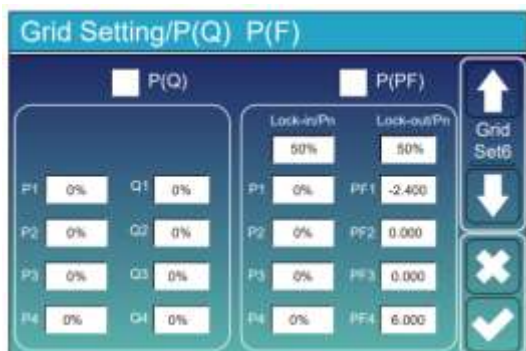 Grid Setting/P(Q) P(F)
P(Q)
P1 0% Q1 0%
P2 0% Q2 0%
P3 0% Q3 0%
P4 0% Q4 0%
P(PF)
Lock-in/Pn Lock-out/Pn
50% 50%
P1 0% PF1 -2.400
P2 0% PF2 0.000
P3 0% PF3 0.000
P4 0% PF4 6.000
Grid
Set6